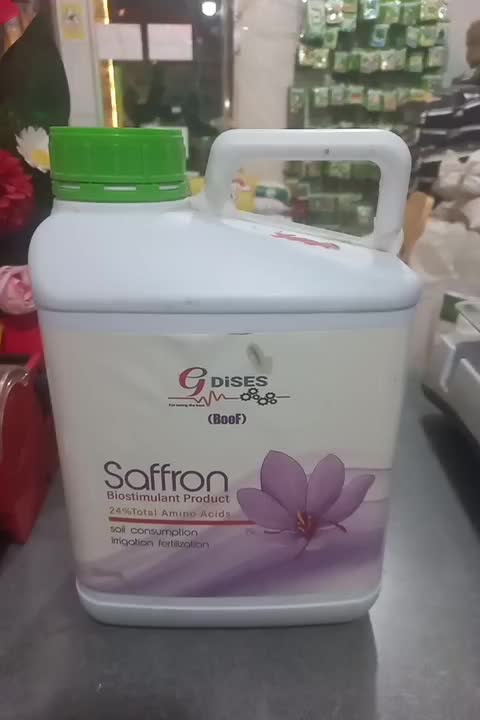 G DiSES
(BooF)
Saffron
Biostimulant Product
24%Total Amino Acids
soil consumption
irrigation fertilization